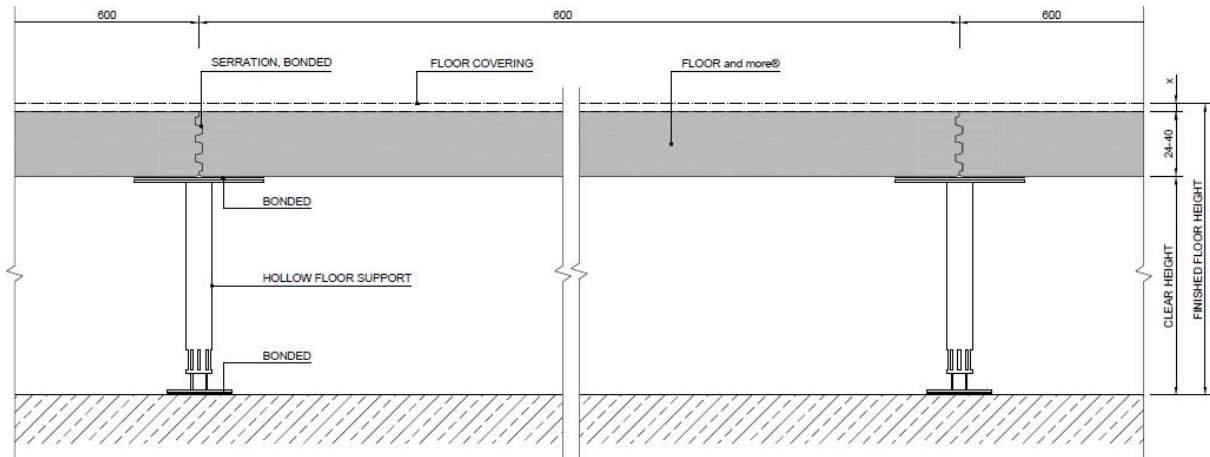 600
600
600
SERRATION, BONDED
FLOOR COVERING
FLOOR and more®
x
24-40
BONDED
HOLLOW FLOOR SUPPORT
BONDED
CLEAR HEIGHT
FINISHED FLOOR HEIGHT